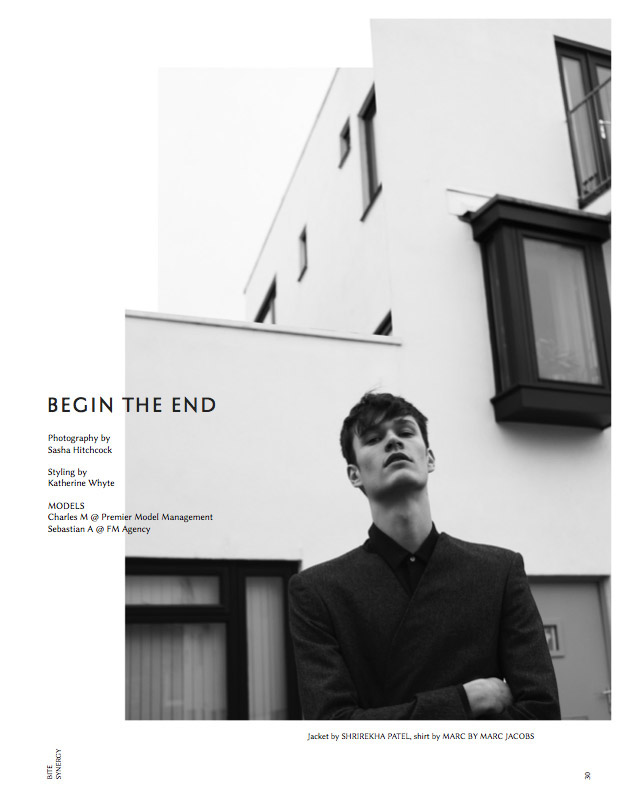 BEGIN THE END
Photography by
Sasha Hitchcock
Styling by
Katherine Whyte
MODELS
Charles M @ Premier Model Management
Sebastian A @ FM Agency
Jacket by SHRIREKHA PATEL, shirt by MARC BY MARC JACOBS
BITE
SYNERGY
30